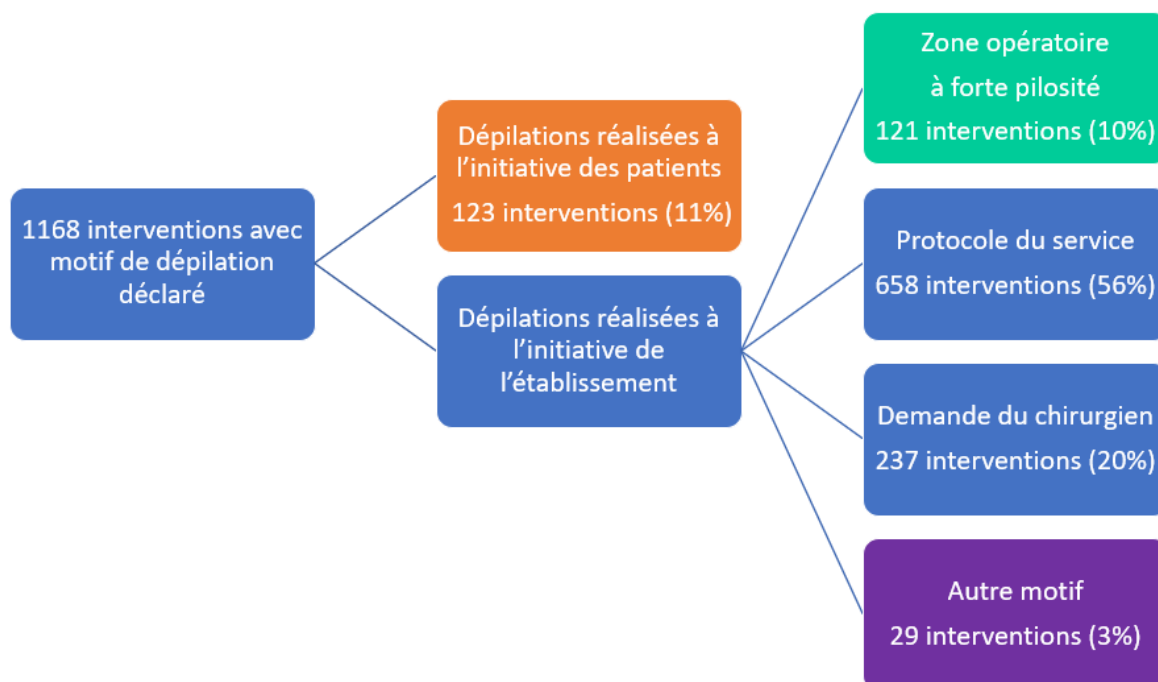 1168 interventions avec
motif de dépilation
déclaré
Dépilations réalisées à
l’initiative des patients
123 interventions (11%)
Dépilations réalisées à
l’initiative de
l’établissement
Zone opératoire
à forte pilosité
121 interventions (10%)
Protocole du service
658 interventions (56%)
Demande du chirurgien
237 interventions (20%)
Autre motif
29 interventions (3%)